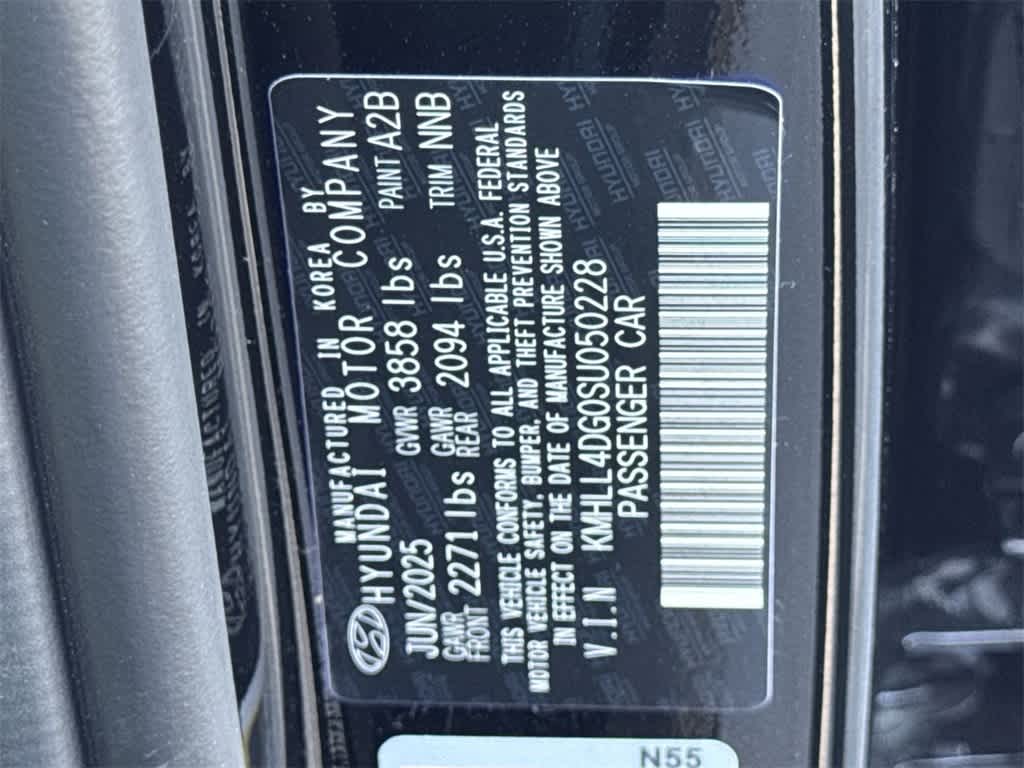 MANUFACTURED IN KOREA BY
HYUNDAI MOTOR COMPANY
JUN/2025 GVWR 3858 lbs PAINT A2B
GAWR FRONT 2271 lbs GAWR REAR 2094 lbs TRIM NNB
THIS VEHICLE CONFORMS TO ALL APPLICABLE U.S.A. FEDERAL
MOTOR VEHICLE SAFETY, BUMPER, AND THEFT PREVENTION STANDARDS
IN EFFECT ON THE DATE OF MANUFACTURE SHOWN ABOVE
V.I.N KMHLL4DG0SU050228
PASSENGER CAR
N55